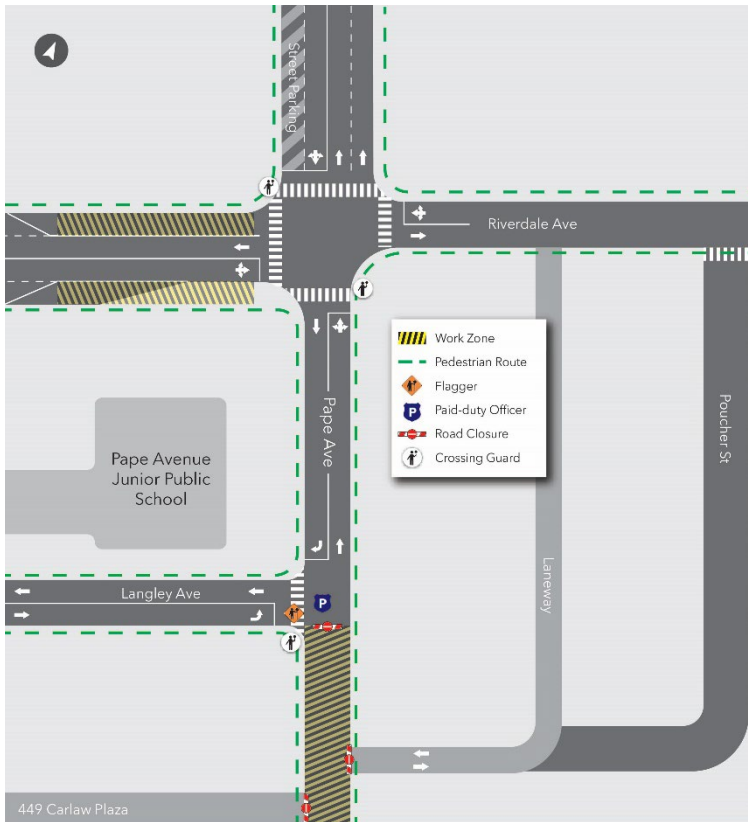 Street Parking
Riverdale Ave
Work Zone
Pedestrian Route
Flagger
P
Paid-duty Officer
Road Closure
Crossing Guard
Pape Ave
Poucher St
Pape Avenue
Junior Public
School
Laneway
Langley Ave
P
449 Carlaw Plaza